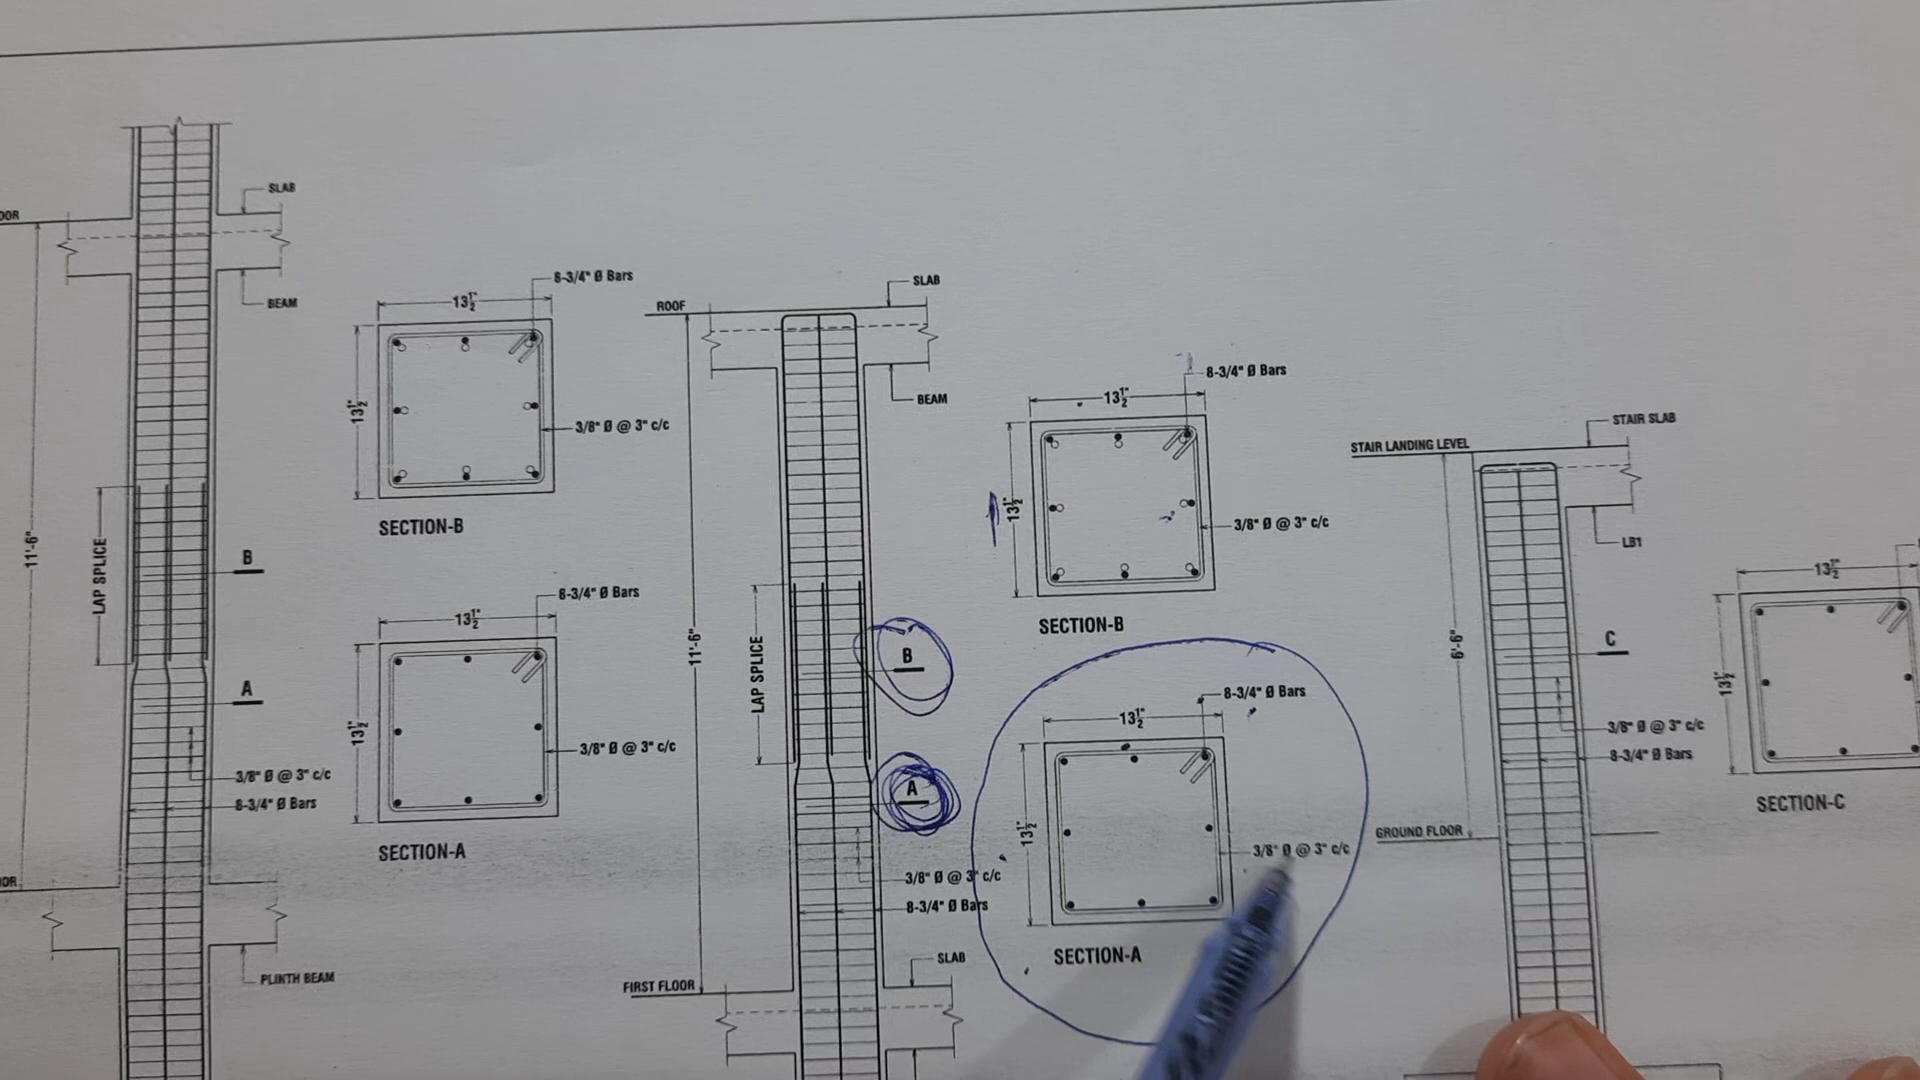 OOR
SLAB
BEAM
11'-6"
LAP SPLICE
B
A
3/8" Ø @ 3" c/c
8-3/4" Ø Bars
PLINTH BEAM
8-3/4" Ø Bars
13½"
13½"
3/8" Ø @ 3" c/c
SECTION-B
8-3/4" Ø Bars
13½"
13½"
3/8" Ø @ 3" c/c
SECTION-A
ROOF
SLAB
BEAM
11'-6"
LAP SPLICE
B
A
3/8" Ø @ 3" c/c
8-3/4" Ø Bars
SLAB
FIRST FLOOR
8-3/4" Ø Bars
13½"
13½"
3/8" Ø @ 3" c/c
SECTION-B
8-3/4" Ø Bars
13½"
13½"
3/8" Ø @ 3" c/c
SECTION-A
STAIR SLAB
STAIR LANDING LEVEL
LB1
6'-6"
C
3/8" Ø @ 3" c/c
8-3/4" Ø Bars
GROUND FLOOR
13½"
13½"
SECTION-C